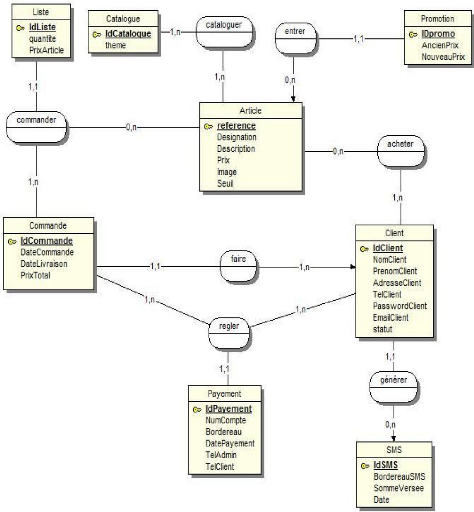 Liste
IdListe
quantite
PrixArticle
Catalogue
IdCatalogue
theme
1,n
cataloguer
entrer
1,1
Promotion
IDpromo
AncienPrix
NouveauPrix
1,1
1,n
0,n
commander
0,n
Article
reference
Designation
Description
Prix
Image
Seuil
0,n
acheter
1,n
1,n
Commande
IdCommande
DateCommande
DateLivraison
PrixTotal
1,1
faire
1,n
Client
IdClient
NomClient
PrenomClient
AdresseClient
TelClient
PasswordClient
EmailClient
statut
1,n
regler
1,n
1,1
1,1
générer
0,n
Payement
IdPayement
NumCompte
Bordereau
DatePayement
TelAdmin
TelClient
SMS
IdSMS
BordereauSMS
SommeVersee
Date